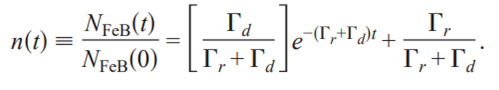 n(t) ≡ N_FeB(t) / N_FeB(0) = [ Γ_d / (Γ_r + Γ_d) ] e^{-(Γ_r+Γ_d)t} + Γ_r / (Γ_r + Γ_d).